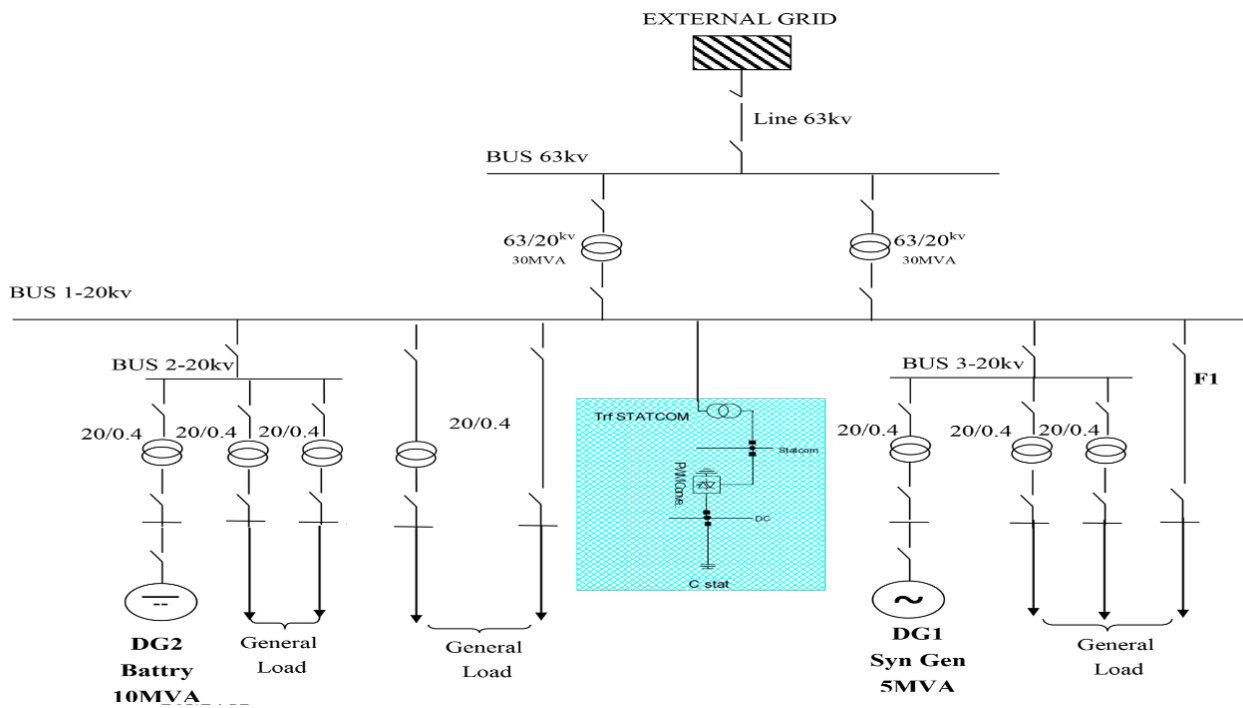 EXTERNAL GRID
Line 63kv
BUS 63kv
63/20kv
30MVA
63/20kv
30MVA
BUS 1-20kv
BUS 2-20kv
20/0.4
20/0.4
20/0.4
20/0.4
Trf STATCOM
Statcom
DC
C stat
BUS 3-20kv
F1
20/0.4
20/0.4
20/0.4
DG2
Battry
10MVA
General
Load
General
Load
DG1
Syn Gen
5MVA
General
Load